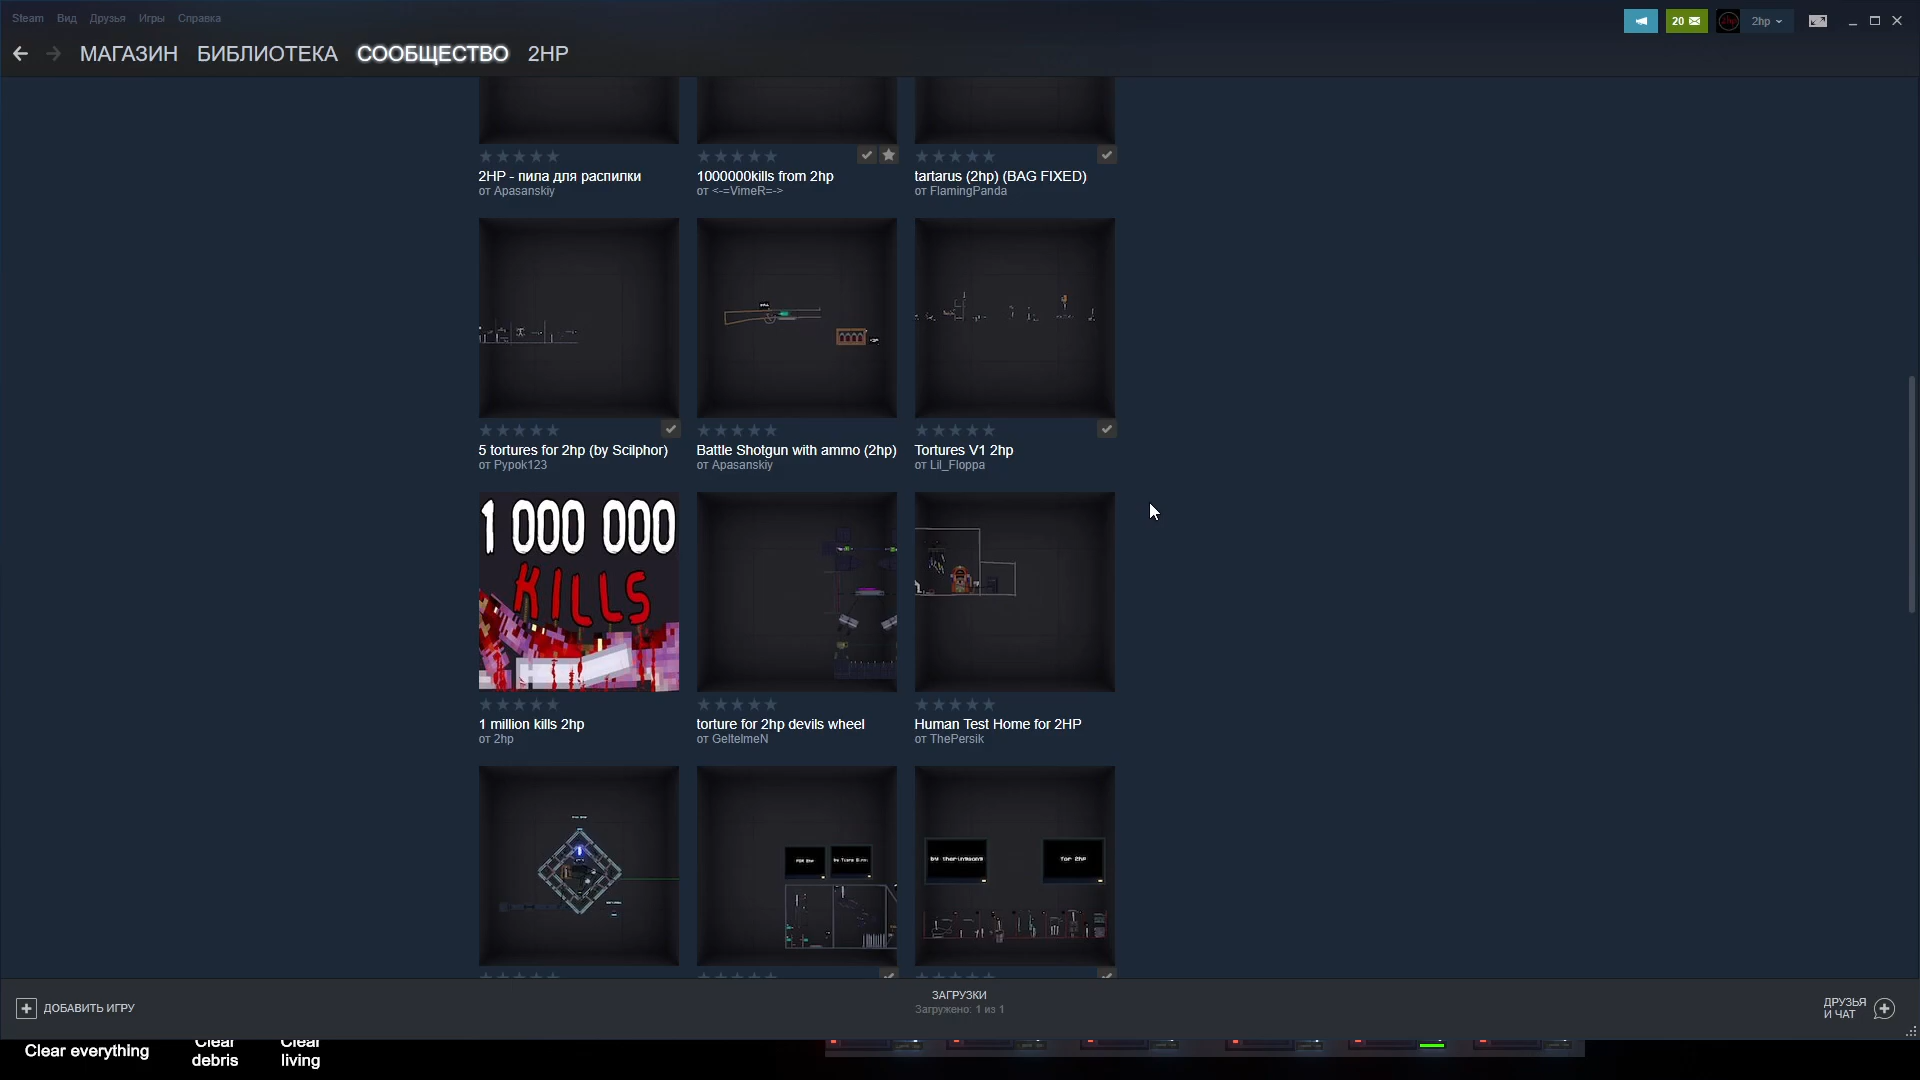 Steam Вид Друзья Игры Справка
20
2hp
МАГАЗИН БИБЛИОТЕКА СООБЩЕСТВО 2HP
2HP - пила для распилки
от Apasanskiy
1000000kills from 2hp
от <-=VimeR=->
tartarus (2hp) (BAG FIXED)
от FlamingPanda
5 tortures for 2hp (by Scilphor)
от Pypok123
Battle Shotgun with ammo (2hp)
от Apasanskiy
Tortures V1 2hp
от Lil_Floppa
1 000 000
KILLS
1 million kills 2hp
от 2hp
torture for 2hp devils wheel
от GeltelmeN
Human Test Home for 2HP
от ThePersik
FOR 2hp
for 2hp
ДОБАВИТЬ ИГРУ
ЗАГРУЗКИ
Загружено: 1 из 1
ДРУЗЬЯ
И ЧАТ
Clear everything
Clear
debris
Clear
living